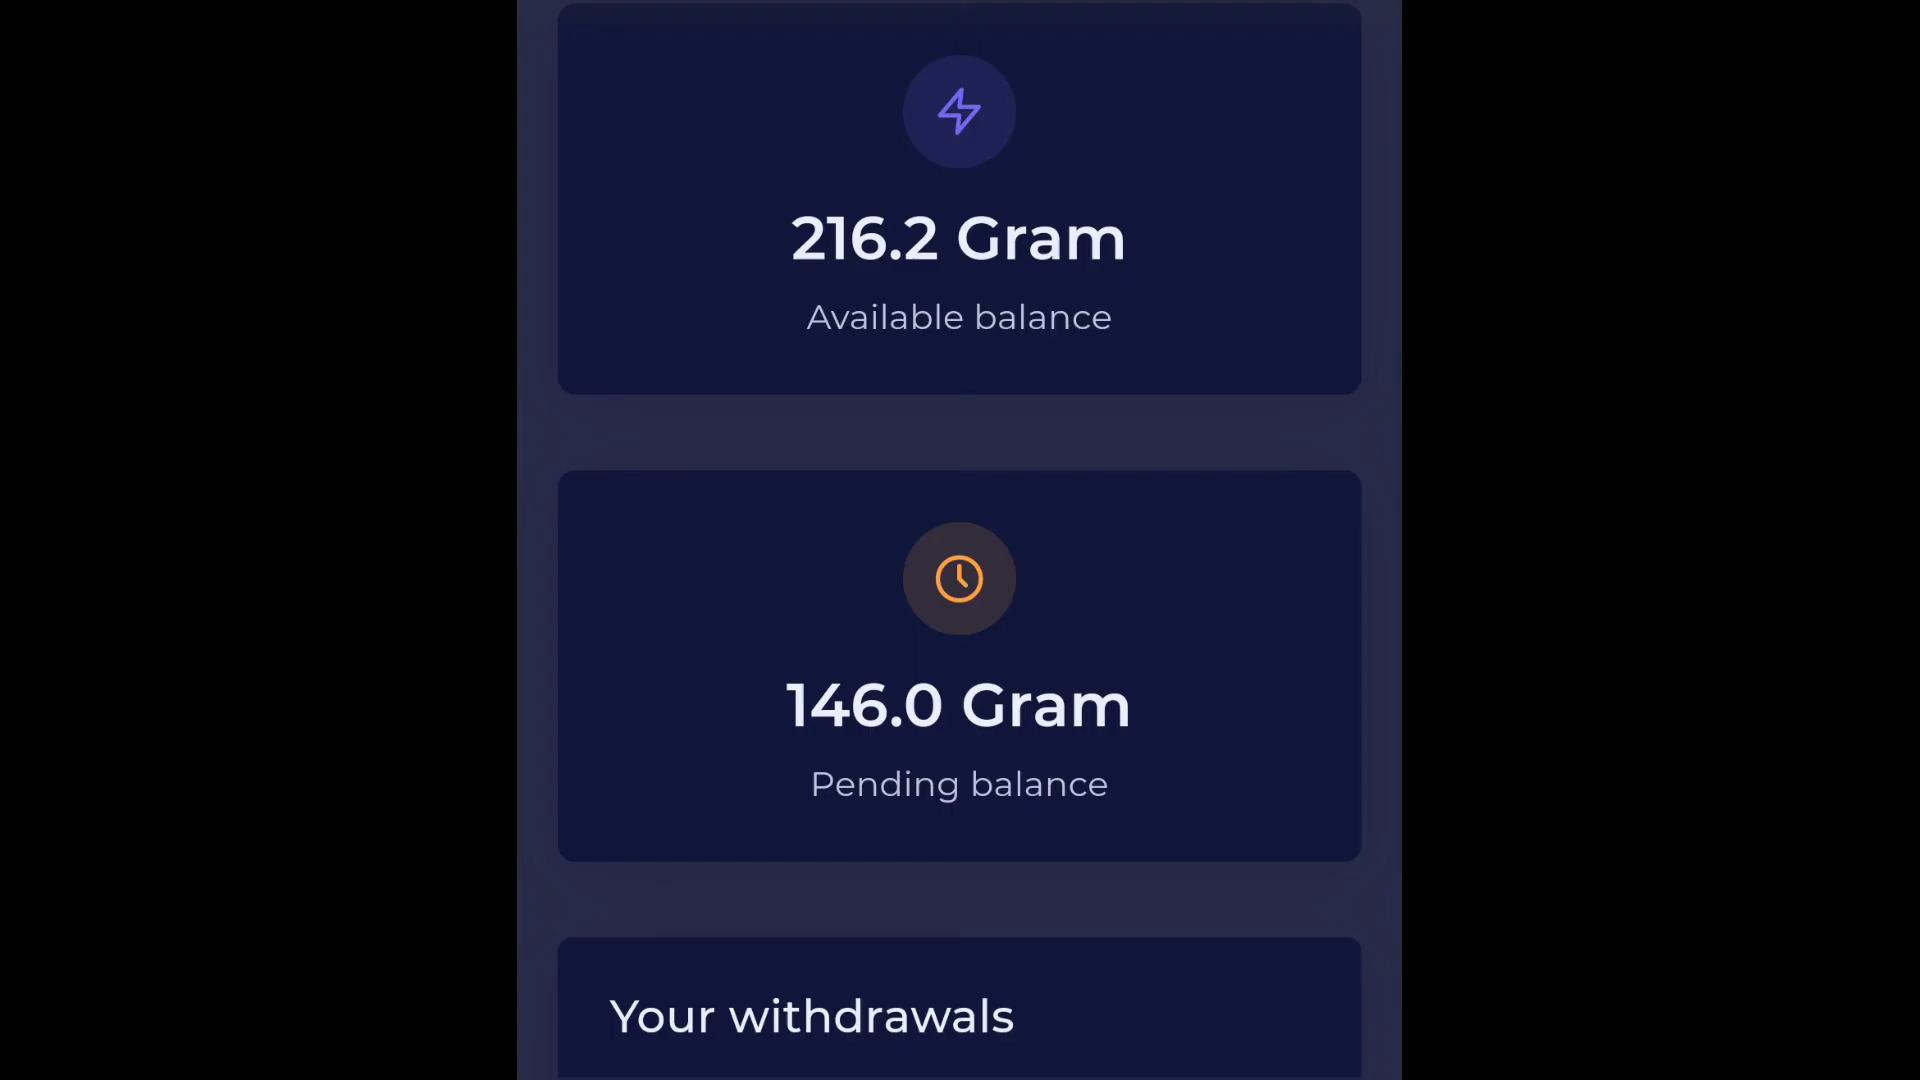 216.2 Gram
Available balance
146.0 Gram
Pending balance
Your withdrawals